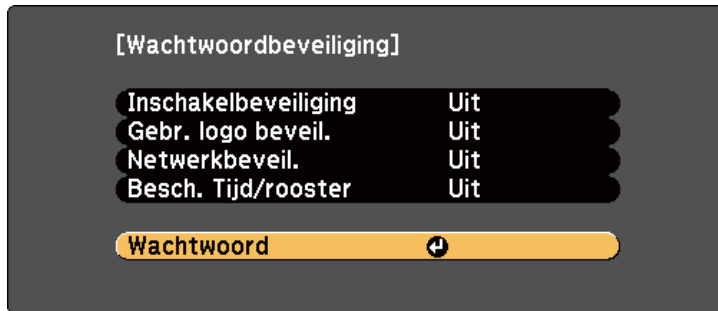 [Wachtwoordbeveiliging]
Inschakelbeveiliging Uit
Gebr. logo beveil. Uit
Netwerkbeveil. Uit
Besch. Tijd/rooster Uit
Wachtwoord